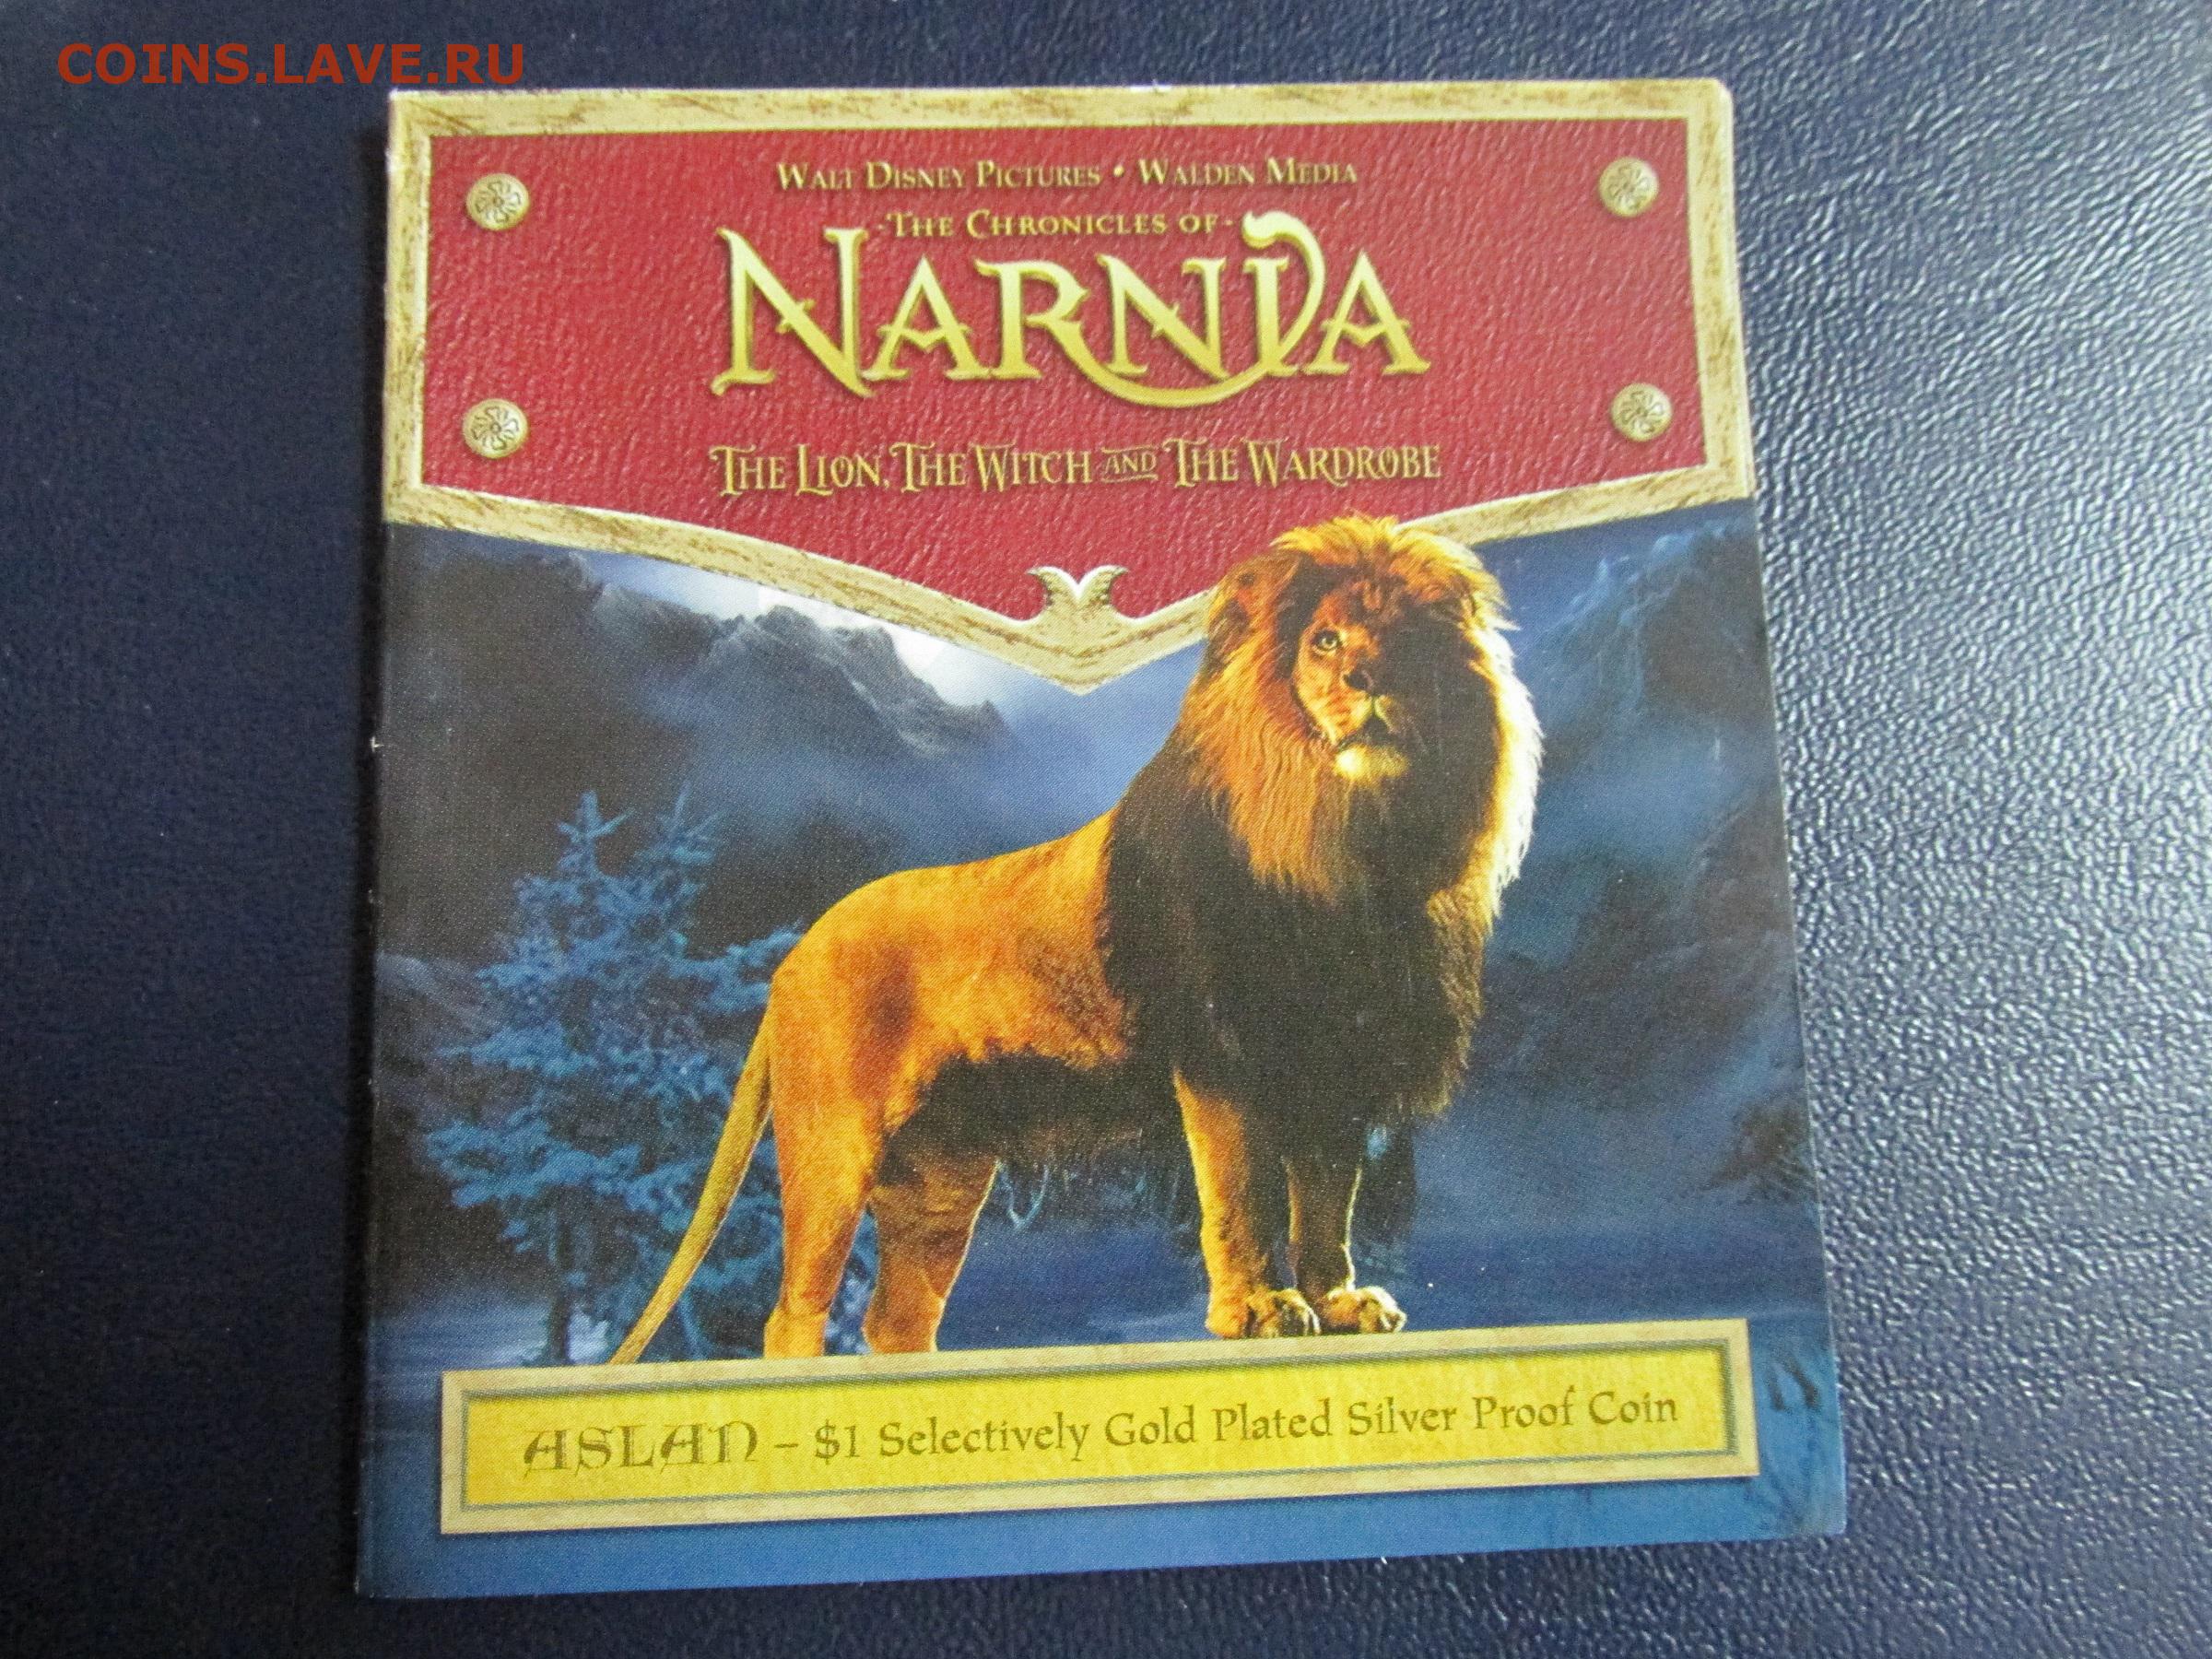 COINS.LAVE.RU
WALT DISNEY PICTURES • WALDEN MEDIA
·THE CHRONICLES OF·
NARNIA
THE LION, THE WITCH AND THE WARDROBE
ASLAN – $1 Selectively Gold Plated Silver Proof Coin